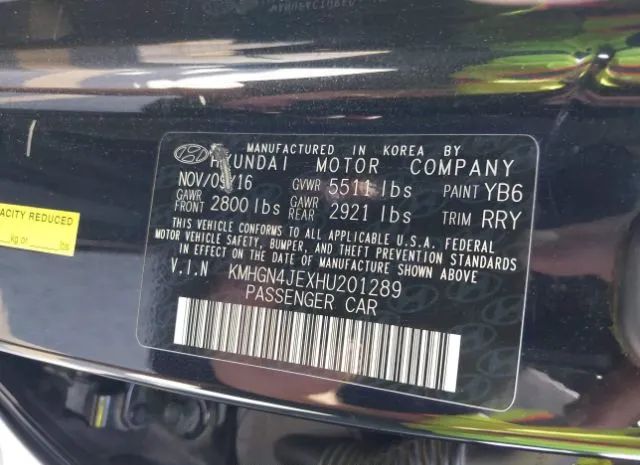 MANUFACTURED IN KOREA BY
HYUNDAI MOTOR COMPANY
NOV/09/16 GVWR 5511 lbs PAINT YB6
GAWR FRONT 2800 lbs GAWR REAR 2921 lbs TRIM RRY
THIS VEHICLE CONFORMS TO ALL APPLICABLE U.S.A. FEDERAL
MOTOR VEHICLE SAFETY, BUMPER, AND THEFT PREVENTION STANDARDS
IN EFFECT ON THE DATE OF MANUFACTURE SHOWN ABOVE.
V.I.N KMHGN4JEXHU201289
PASSENGER CAR
ACITY REDUCED
kg or lbs